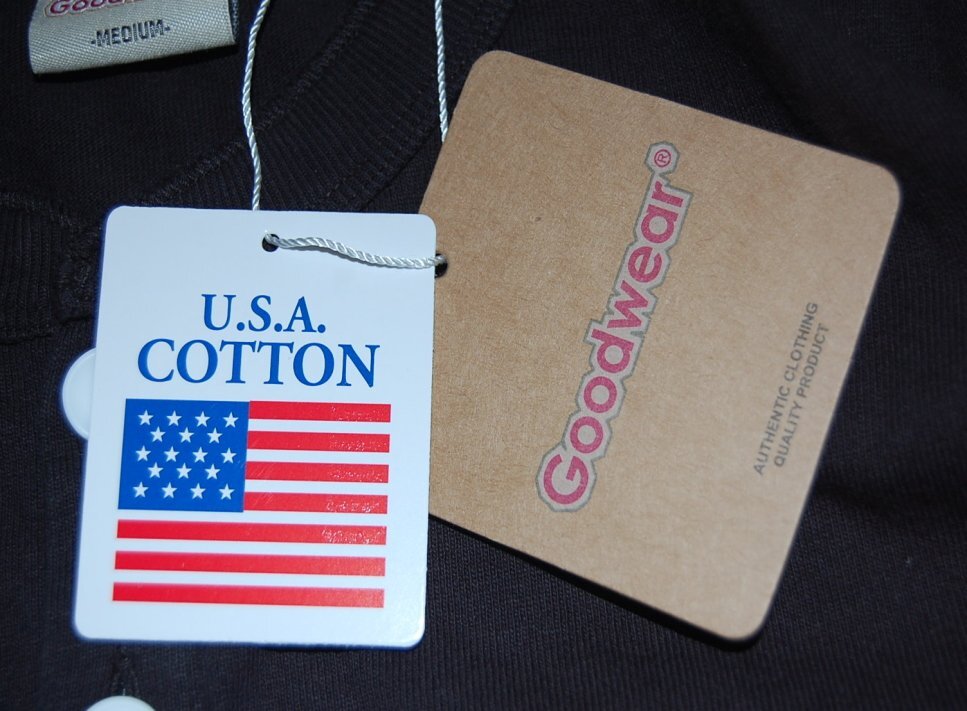 Goodwear
-MEDIUM-
U.S.A.
COTTON
Goodwear®
AUTHENTIC CLOTHING
QUALITY PRODUCT